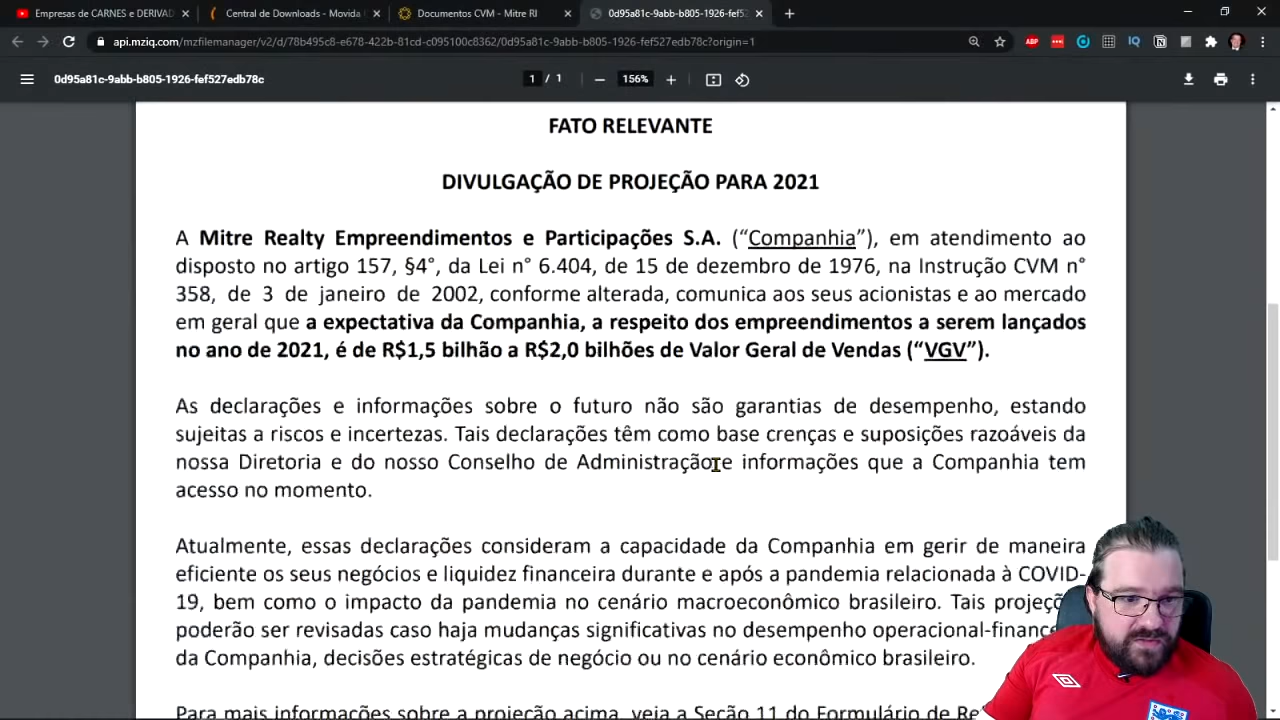 Empresas de CARNES e DERIVAD
Central de Downloads - Movida
Documentos CVM - Mitre RI
0d95a81c-9abb-b805-1926-fef52
api.mziq.com/mzfilemanager/v2/d/78b495c8-e678-422b-81cd-c095100c8362/0d95a81c-9abb-b805-1926-fef527edb78c?origin=1
ABP
IQ
0d95a81c-9abb-b805-1926-fef527edb78c
1 / 1
156%
FATO RELEVANTE
DIVULGAÇÃO DE PROJEÇÃO PARA 2021
A Mitre Realty Empreendimentos e Participações S.A. (“Companhia”), em atendimento ao
disposto no artigo 157, §4°, da Lei n° 6.404, de 15 de dezembro de 1976, na Instrução CVM n°
358, de 3 de janeiro de 2002, conforme alterada, comunica aos seus acionistas e ao mercado
em geral que a expectativa da Companhia, a respeito dos empreendimentos a serem lançados
no ano de 2021, é de R$1,5 bilhão a R$2,0 bilhões de Valor Geral de Vendas (“VGV”).
As declarações e informações sobre o futuro não são garantias de desempenho, estando
sujeitas a riscos e incertezas. Tais declarações têm como base crenças e suposições razoáveis da
nossa Diretoria e do nosso Conselho de Administração e informações que a Companhia tem
acesso no momento.
Atualmente, essas declarações consideram a capacidade da Companhia em gerir de maneira
eficiente os seus negócios e liquidez financeira durante e após a pandemia relacionada à COVID-
19, bem como o impacto da pandemia no cenário macroeconômico brasileiro. Tais projeçõ
poderão ser revisadas caso haja mudanças significativas no desempenho operacional-finance
da Companhia, decisões estratégicas de negócio ou no cenário econômico brasileiro.
Para mais informações sobre a projeção acima, veja a Seção 11 do Formulário de Re